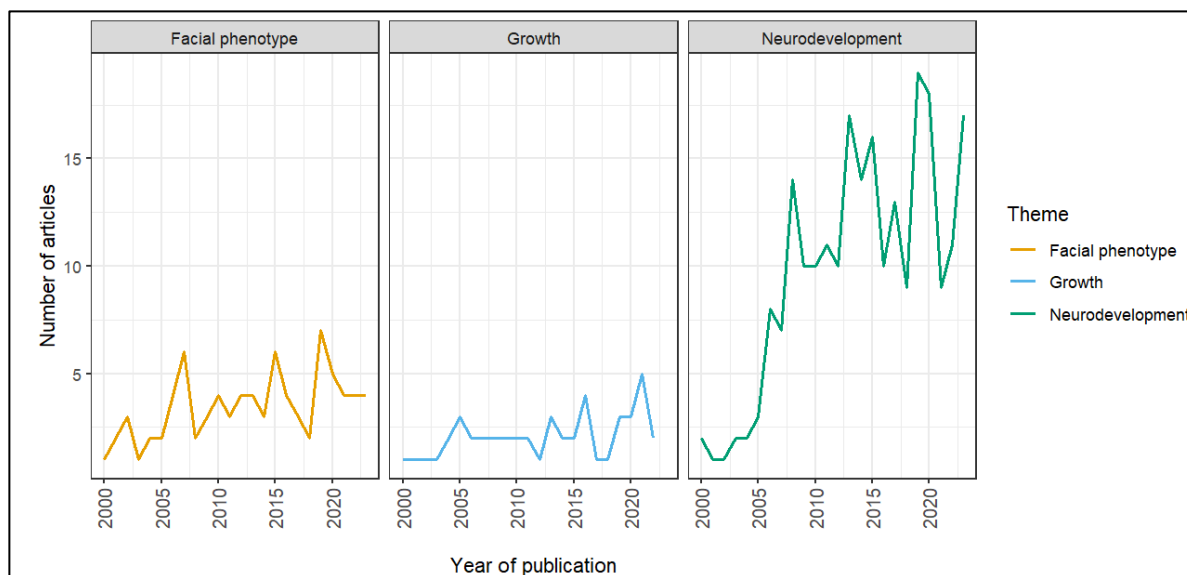 Facial phenotype
Growth
Neurodevelopment
Number of articles
15
10
5
2000
2005
2010
2015
2020
2000
2005
2010
2015
2020
2000
2005
2010
2015
2020
Year of publication
Theme
Facial phenotype
Growth
Neurodevelopment